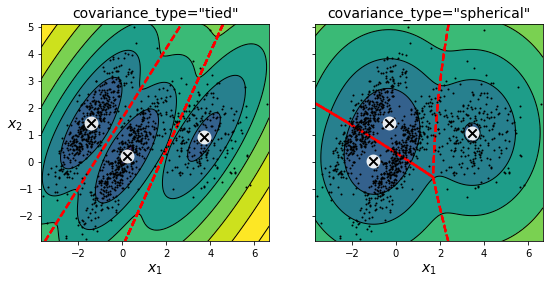 covariance_type="tied"
covariance_type="spherical"
x₂
5
4
3
2
1
0
−1
−2
−2 0 2 4 6
−2 0 2 4 6
x₁
x₁